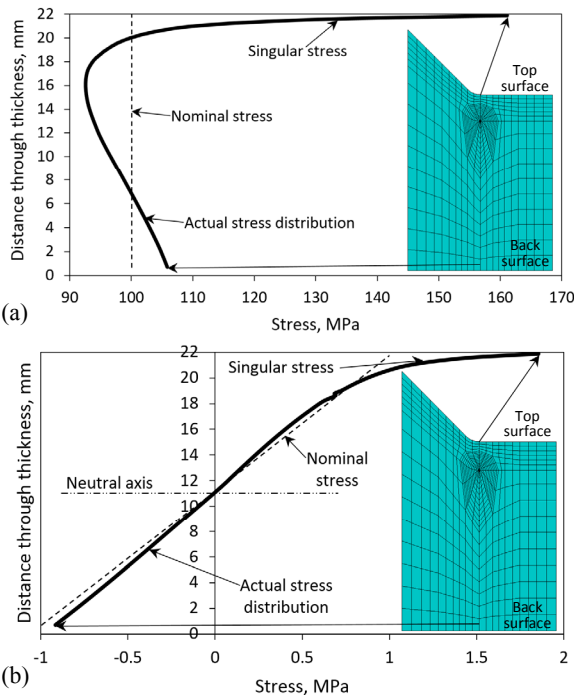 22
20
18
16
14
12
10
8
6
4
2
0
Distance through thickness, mm
Singular stress
Nominal stress
Actual stress distribution
Top
surface
Back
surface
90 100 110 120 130 140 150 160 170
Stress, MPa
(a)
22
20
18
16
14
12
10
8
6
4
2
0
Distance through thickness, mm
Singular stress
Nominal
stress
Neutral axis
Actual stress
distribution
Top
surface
Back
surface
-1 -0.5 0 0.5 1 1.5 2
Stress, MPa
(b)